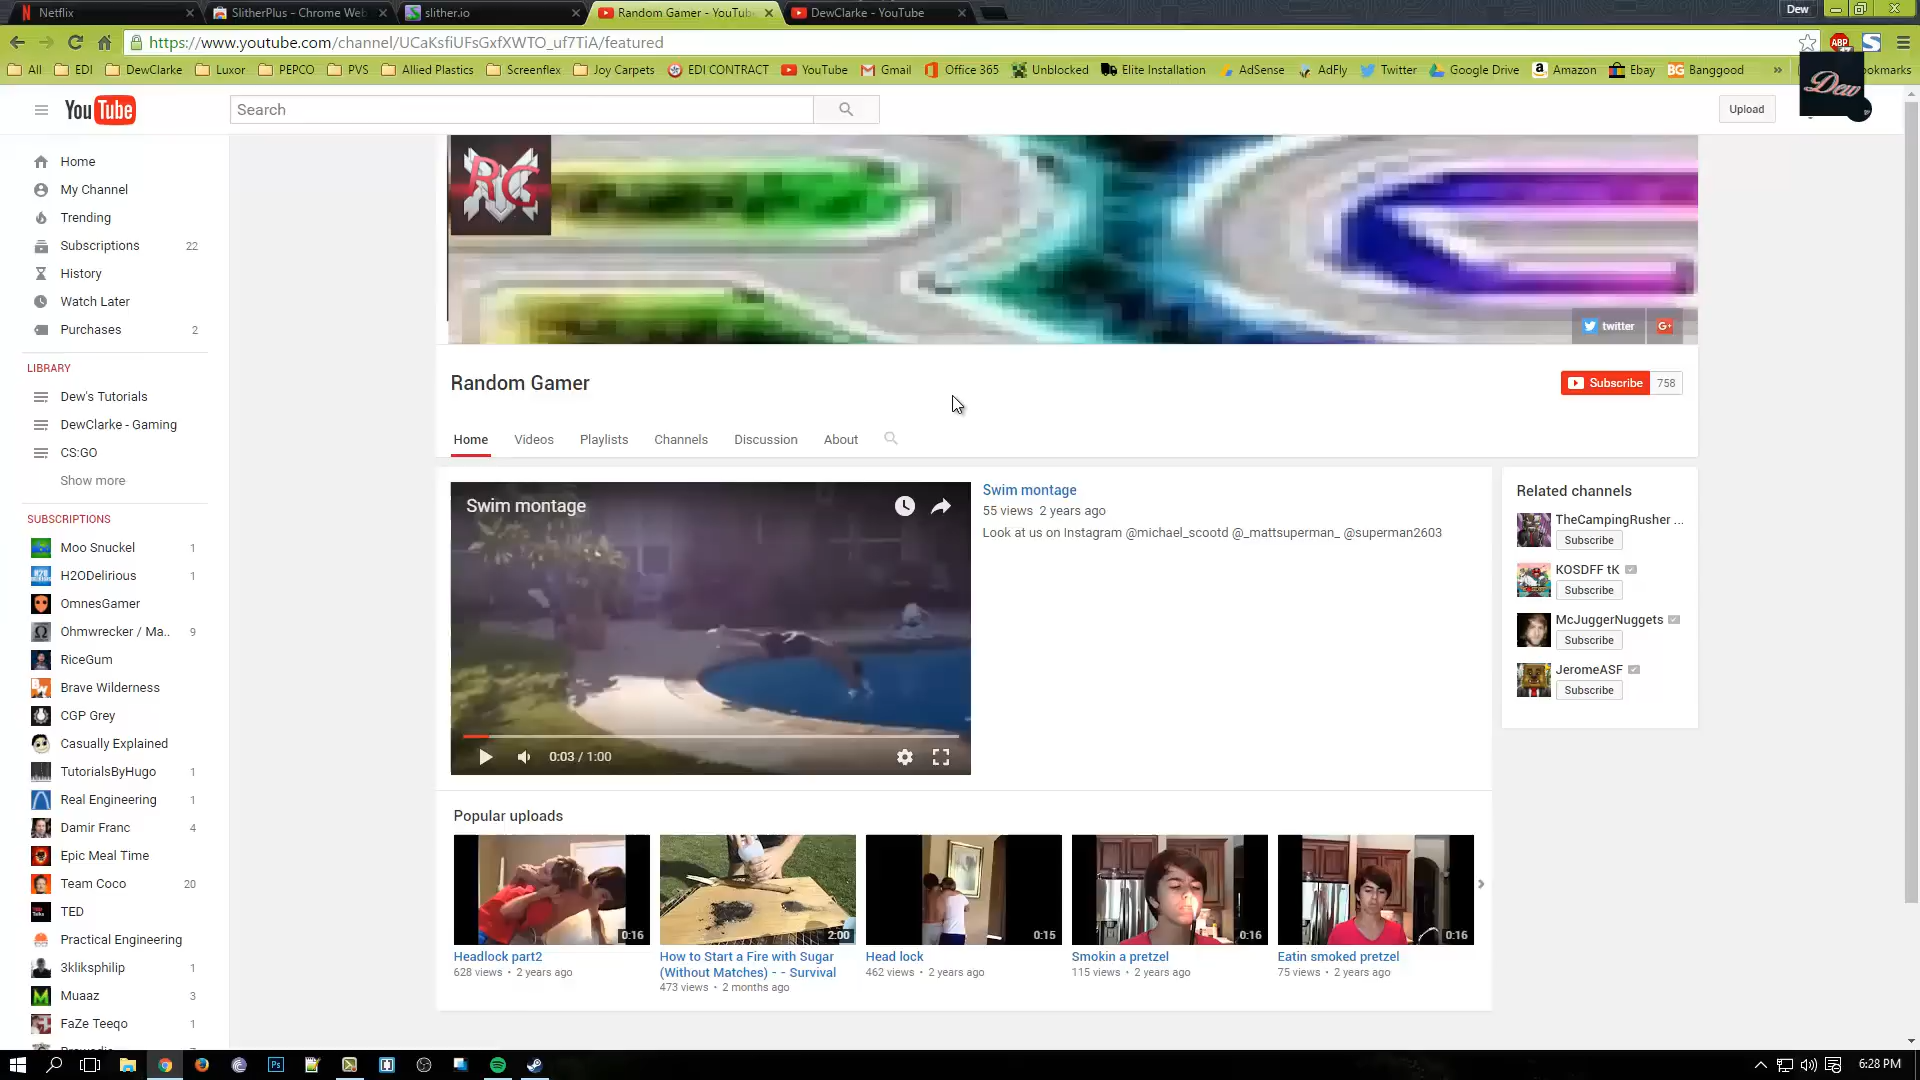 Netflix
SlitherPlus - Chrome Web
slither.io
Random Gamer - YouTube
DewClarke - YouTube
Dew
https://www.youtube.com/channel/UCaKsfiUFsGxfXWTO_uf7TiA/featured
ABP
All
EDI
DewClarke
Luxor
PEPCO
PVS
Allied Plastics
Screenflex
Joy Carpets
EDI CONTRACT
YouTube
Gmail
Office 365
Unblocked
Elite Installation
AdSense
AdFly
Twitter
Google Drive
Amazon
Ebay
Banggood
»
Dew
YouTube
Search
Upload
Home
My Channel
Trending
Subscriptions 22
History
Watch Later
Purchases 2
LIBRARY
Dew's Tutorials
DewClarke - Gaming
CS:GO
Show more
SUBSCRIPTIONS
Moo Snuckel 1
H2ODelirious 1
OmnesGamer
Ohmwrecker / Ma.. 9
RiceGum
Brave Wilderness
CGP Grey
Casually Explained
TutorialsByHugo 1
Real Engineering 1
Damir Franc 4
Epic Meal Time
Team Coco 20
TED
Practical Engineering
3kliksphilip 1
Muaaz 3
FaZe Teeqo 1
RG
twitter
G+
Random Gamer
Subscribe 758
Home
Videos
Playlists
Channels
Discussion
About
Swim montage
0:03 / 1:00
Swim montage
55 views 2 years ago
Look at us on Instagram @michael_scootd @_mattsuperman_ @superman2603
Related channels
TheCampingRusher ...
Subscribe
KOSDFF tK
Subscribe
McJuggerNuggets
Subscribe
JeromeASF
Subscribe
Popular uploads
0:16
Headlock part2
628 views • 2 years ago
2:00
How to Start a Fire with Sugar
(Without Matches) - - Survival
473 views • 2 months ago
0:15
Head lock
462 views • 2 years ago
0:16
Smokin a pretzel
115 views • 2 years ago
0:16
Eatin smoked pretzel
75 views • 2 years ago
6:28 PM